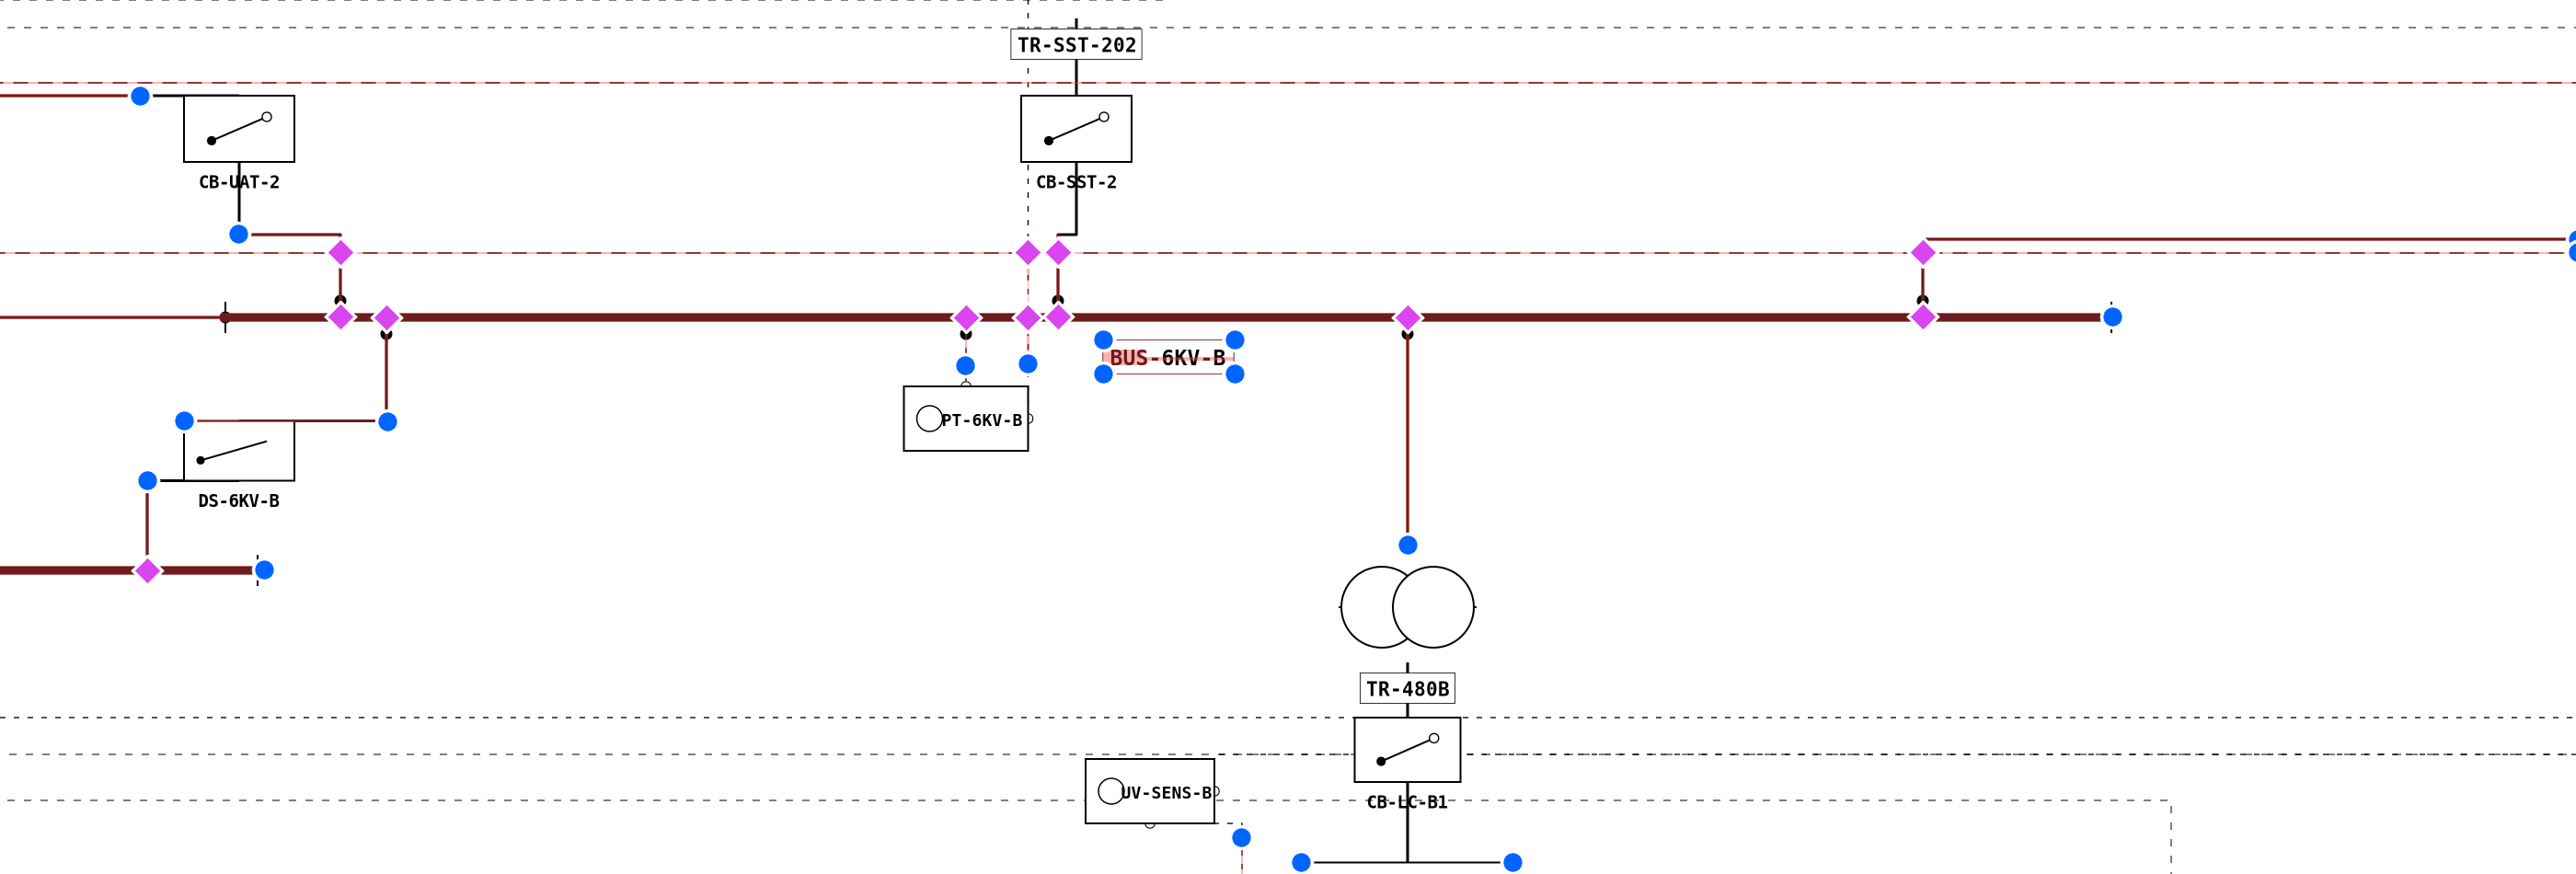 TR-SST-202
CB-UAT-2
CB-SST-2
BUS-6KV-B
PT-6KV-B
DS-6KV-B
TR-480B
UV-SENS-B
CB-LC-B1